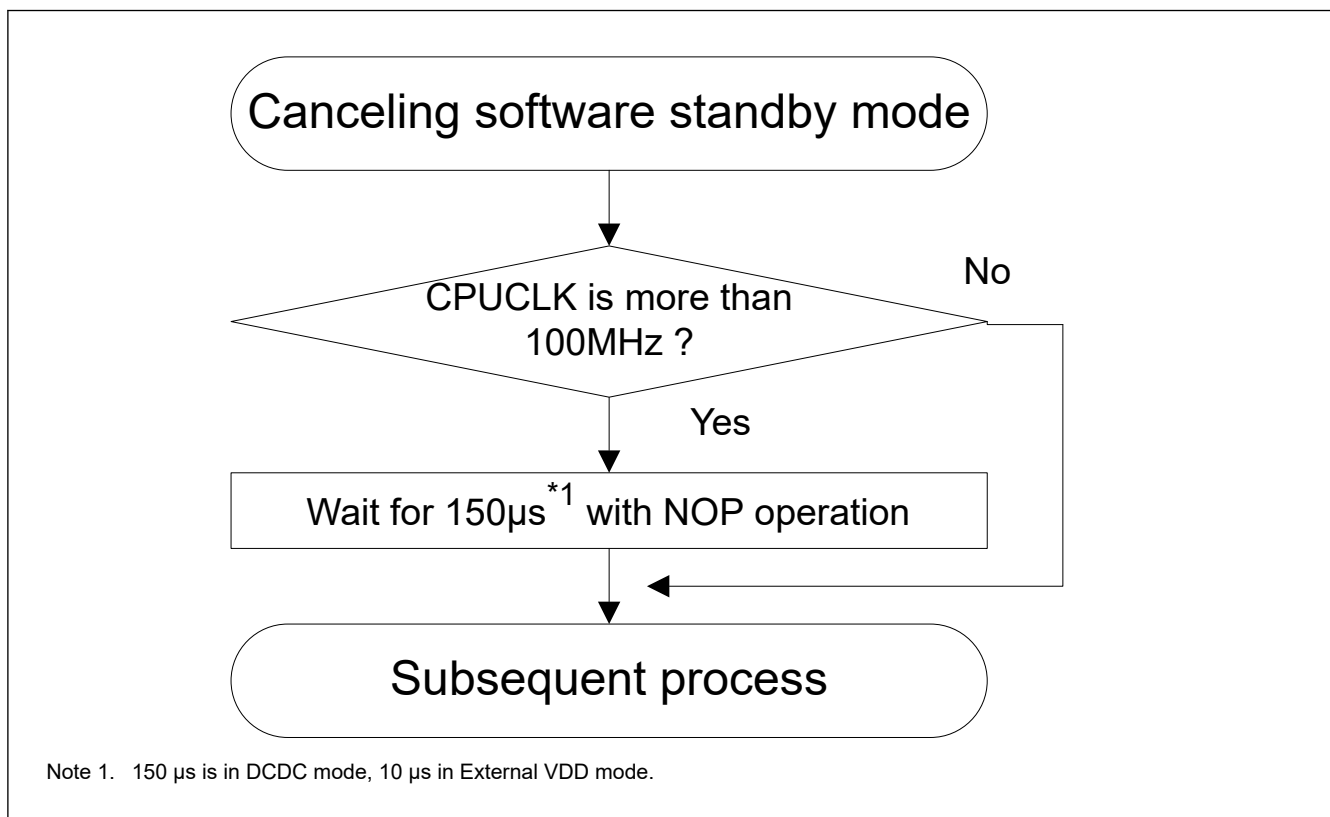 Canceling software standby mode
CPUCLK is more than
100MHz ?
No
Yes
Wait for 150µs*1 with NOP operation
Subsequent process
Note 1. 150 µs is in DCDC mode, 10 µs in External VDD mode.